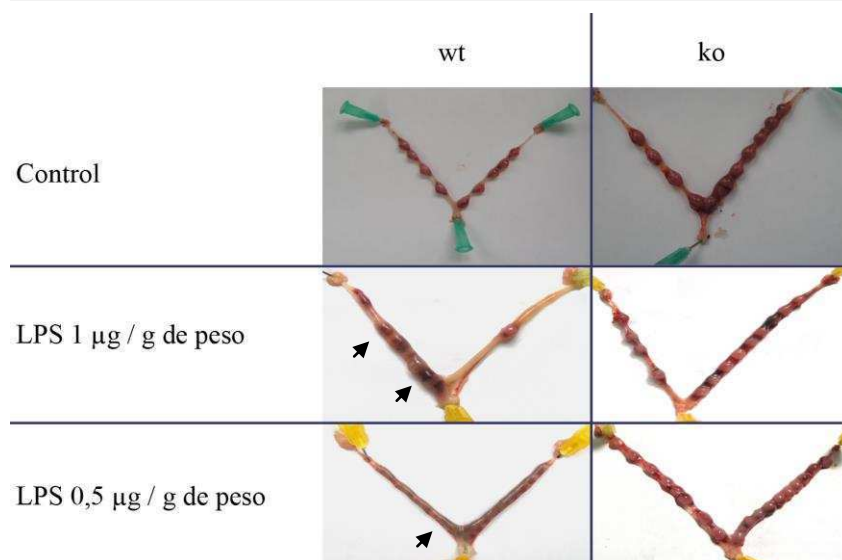 wt
ko
Control
LPS 1 µg / g de peso
LPS 0,5 µg / g de peso